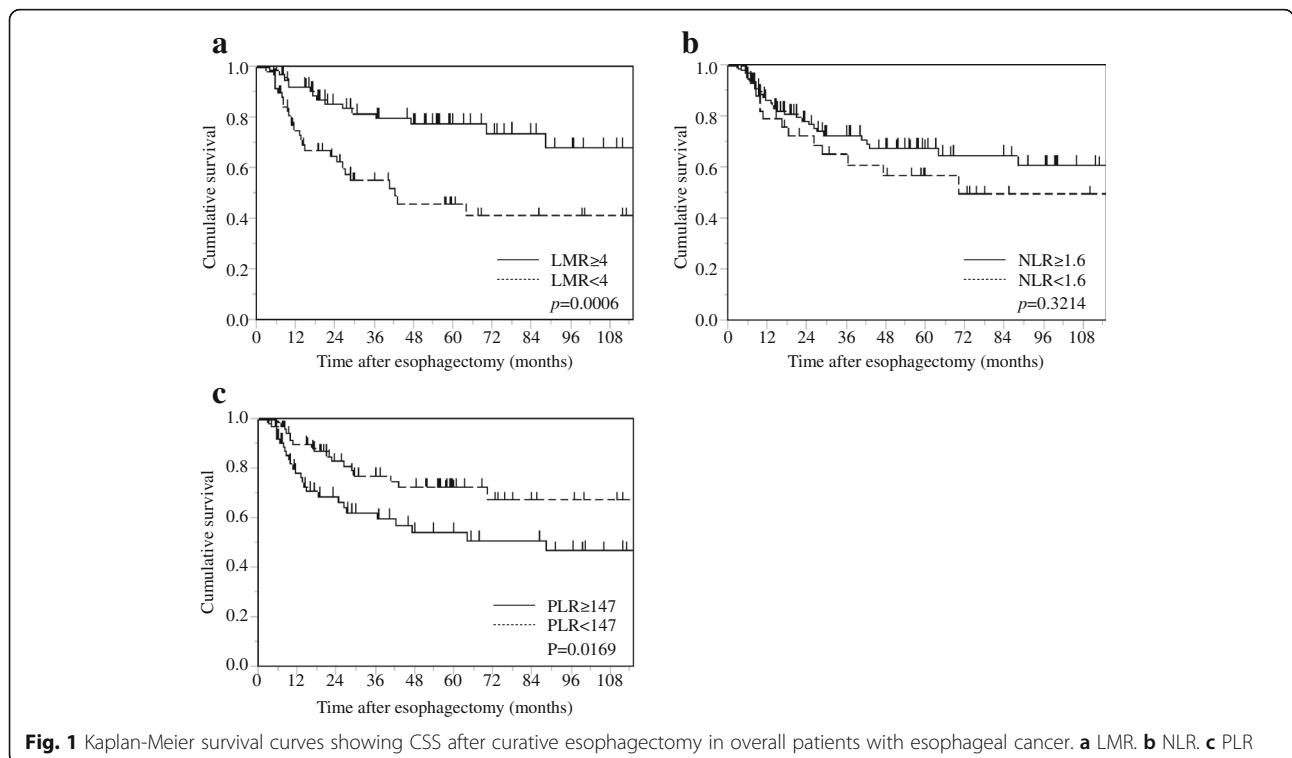 a
1.0
0.8
0.6
0.4
0.2
0.0
Cumulative survival
LMR≥4
LMR<4
p=0.0006
0 12 24 36 48 60 72 84 96 108
Time after esophagectomy (months)
b
1.0
0.8
0.6
0.4
0.2
0.0
Cumulative survival
NLR≥1.6
NLR<1.6
p=0.3214
0 12 24 36 48 60 72 84 96 108
Time after esophagectomy (months)
c
1.0
0.8
0.6
0.4
0.2
0.0
Cumulative survival
PLR≥147
PLR<147
P=0.0169
0 12 24 36 48 60 72 84 96 108
Time after esophagectomy (months)
Fig. 1 Kaplan-Meier survival curves showing CSS after curative esophagectomy in overall patients with esophageal cancer. a LMR. b NLR. c PLR